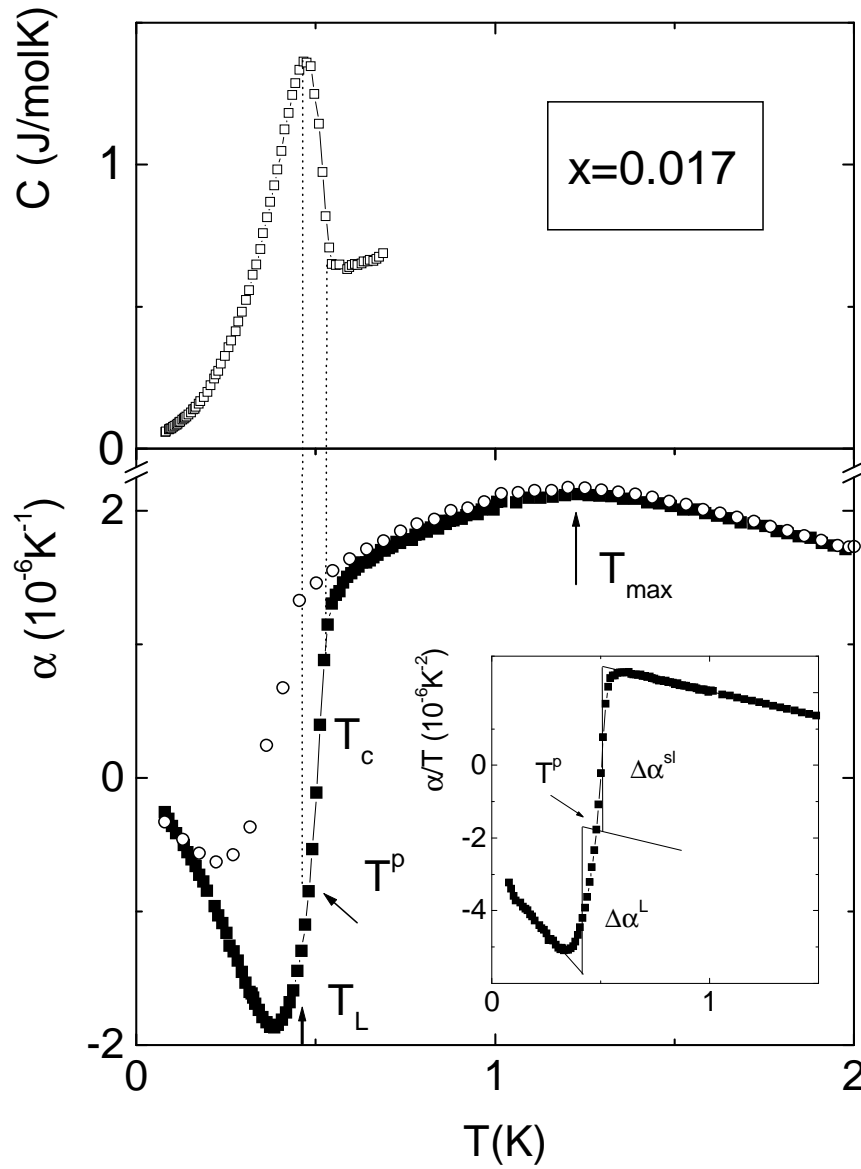 C (J/molK)
1
0
x=0.017
α (10⁻⁶K⁻¹)
2
0
-2
T_max
T_c
T^p
T_L
α/T (10⁻⁶K⁻²)
0
-2
-4
T^p
Δα^sl
Δα^L
0
1
0
1
2
T(K)